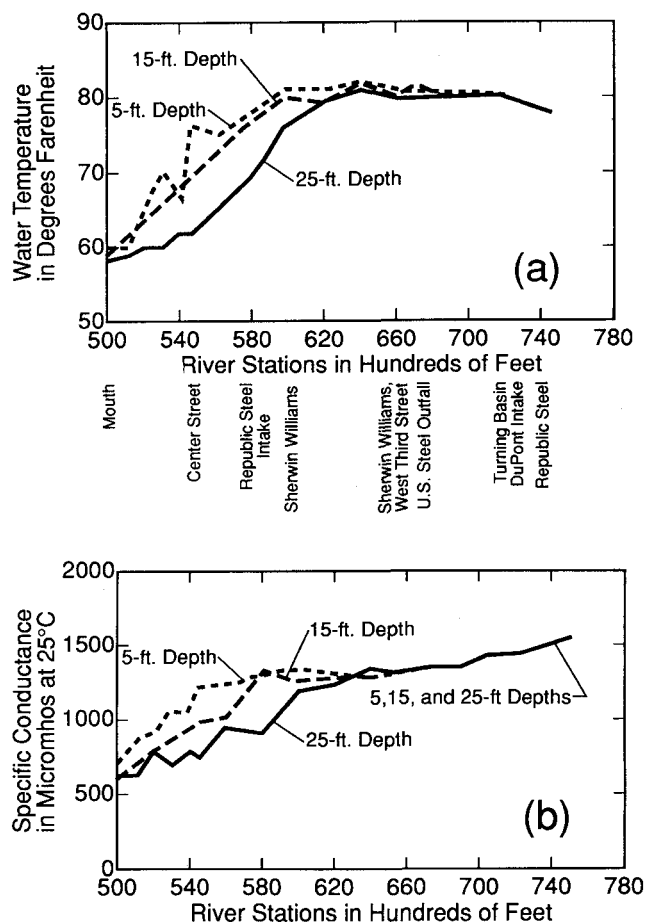 90
80
70
60
50
Water Temperature
in Degrees Farenheit
15-ft. Depth
5-ft. Depth
25-ft. Depth
(a)
500 540 580 620 660 700 740 780
River Stations in Hundreds of Feet
Mouth
Center Street
Republic Steel
Intake
Sherwin Williams
Sherwin Williams,
West Third Street
U.S. Steel Outfall
Turning Basin
DuPont Intake
Republic Steel
2000
1500
1000
500
0
Specific Conductance
in Micromhos at 25°C
5-ft. Depth
15-ft. Depth
5,15, and 25-ft Depths
25-ft. Depth
(b)
500 540 580 620 660 700 740 780
River Stations in Hundreds of Feet